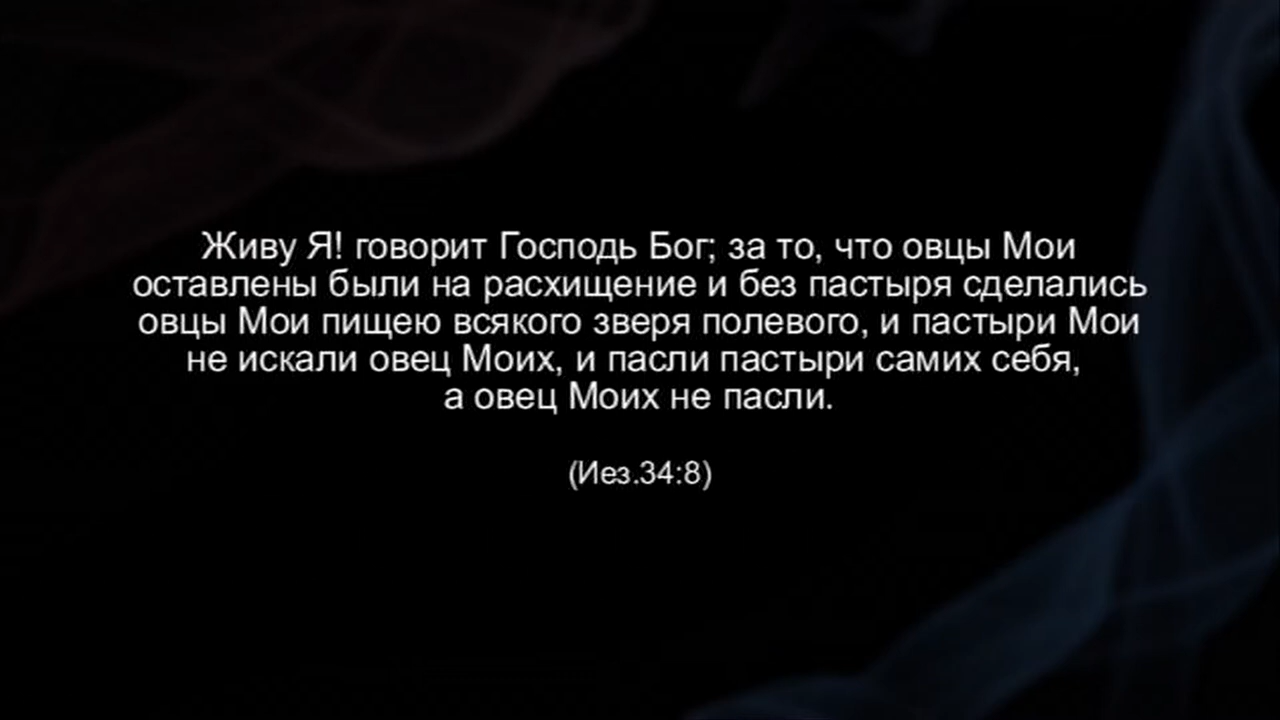 Живу Я! говорит Господь Бог; за то, что овцы Мои
оставлены были на расхищение и без пастыря сделались
овцы Мои пищею всякого зверя полевого, и пастыри Мои
не искали овец Моих, и пасли пастыри самих себя,
а овец Моих не пасли.
(Иез.34:8)